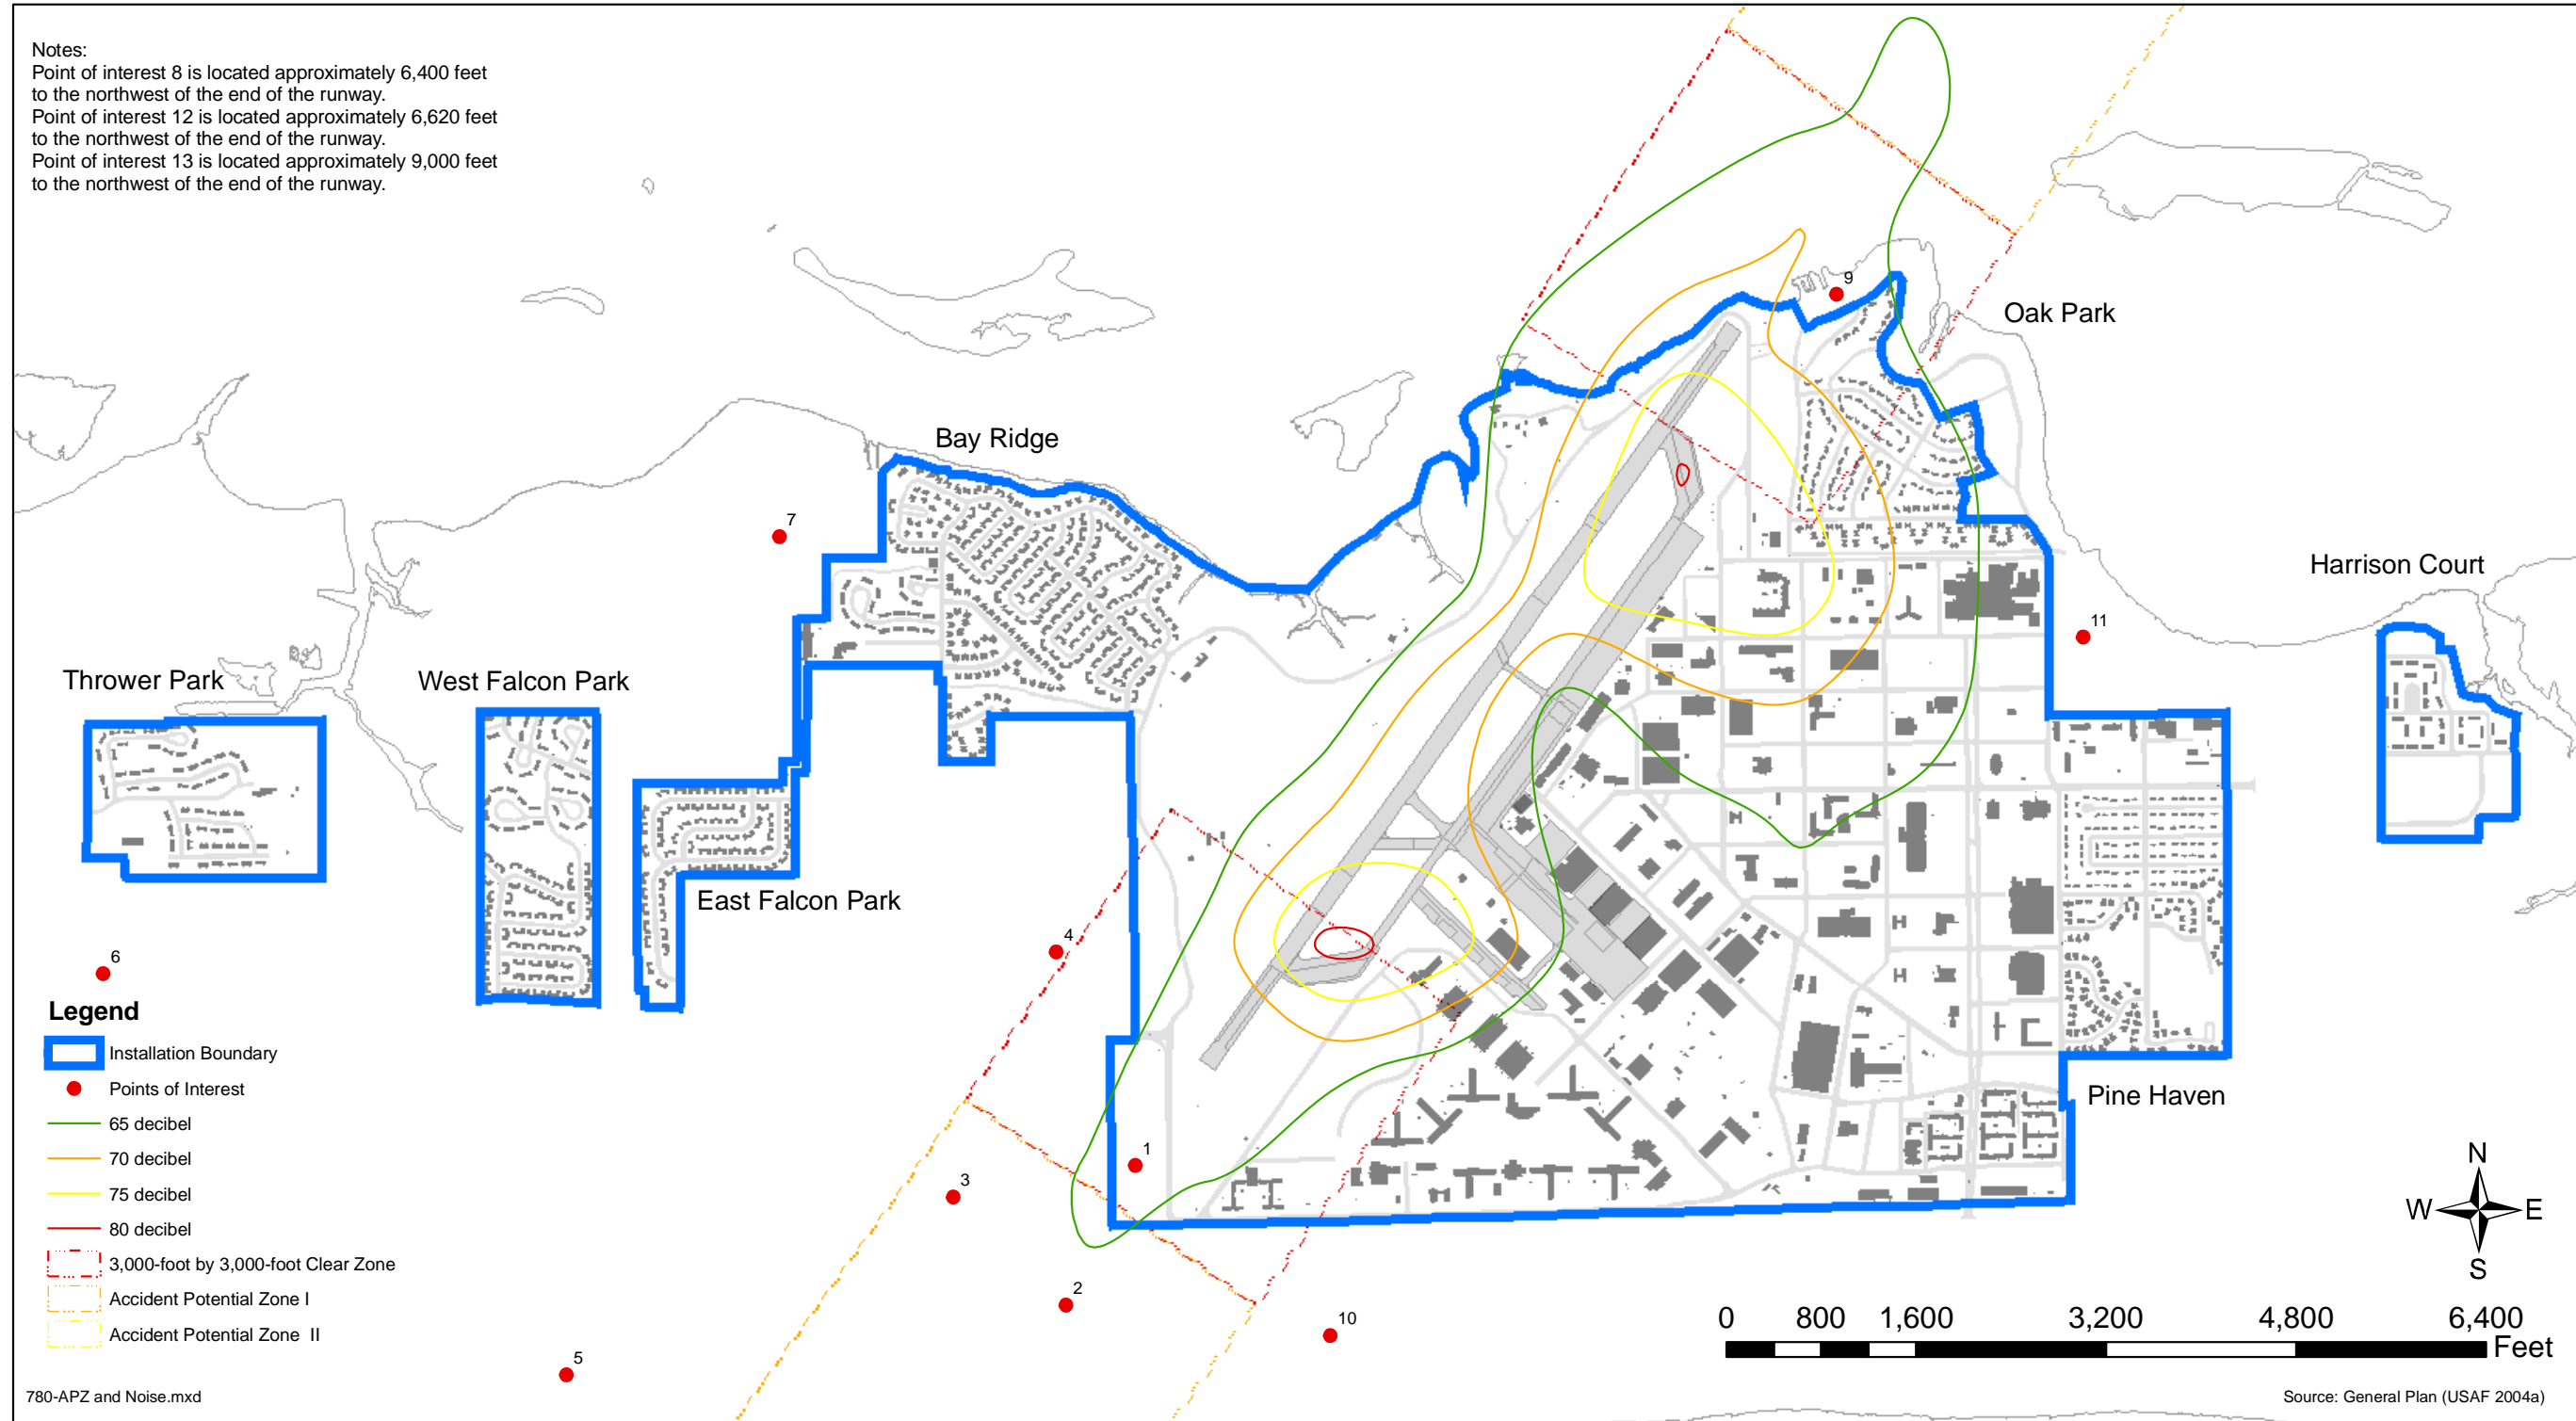 Notes:
Point of interest 8 is located approximately 6,400 feet
to the northwest of the end of the runway.
Point of interest 12 is located approximately 6,620 feet
to the northwest of the end of the runway.
Point of interest 13 is located approximately 9,000 feet
to the northwest of the end of the runway.
9
Oak Park
Bay Ridge
7
Harrison Court
11
Thrower Park
West Falcon Park
East Falcon Park
4
6
Legend
Installation Boundary
Points of Interest
65 decibel
70 decibel
75 decibel
80 decibel
3,000-foot by 3,000-foot Clear Zone
Accident Potential Zone I
Accident Potential Zone II
Pine Haven
1
3
2
10
5
N
W E
S
0 800 1,600 3,200 4,800 6,400
Feet
780-APZ and Noise.mxd
Source: General Plan (USAF 2004a)